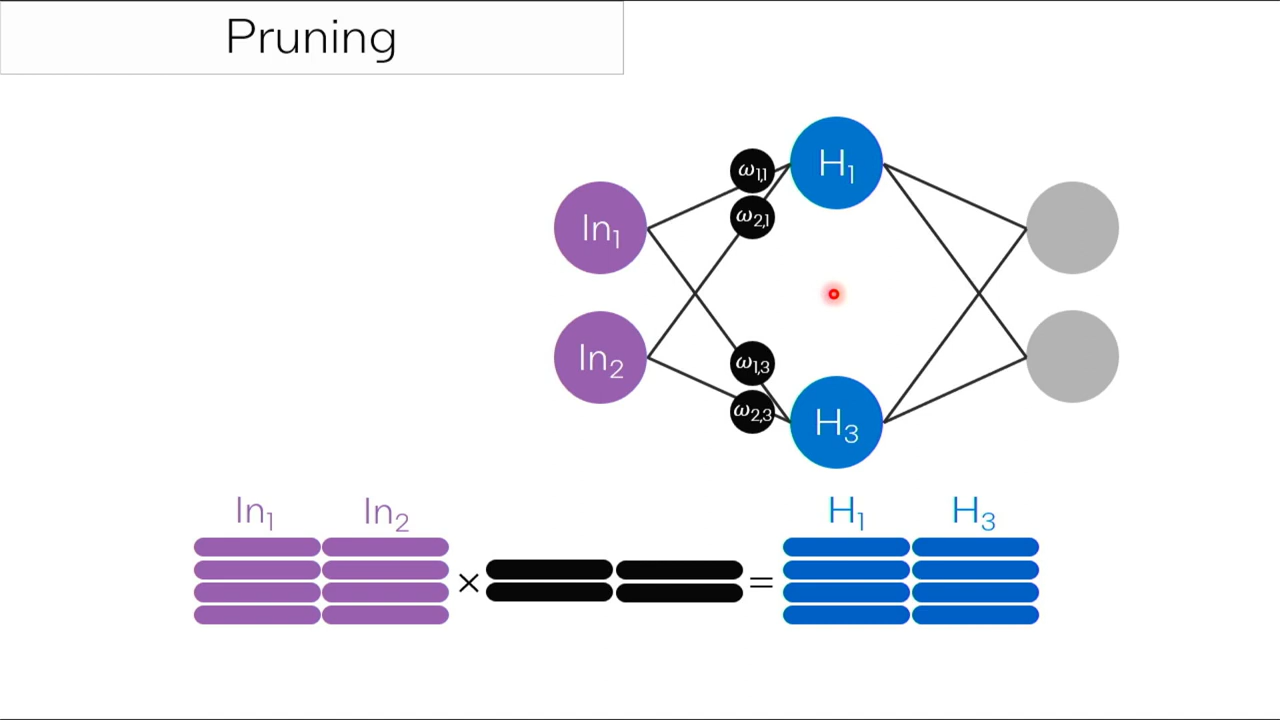 Pruning
ω1,1
H1
In1
ω2,1
In2
ω1,3
ω2,3
H3
In1 In2 H1 H3
× =